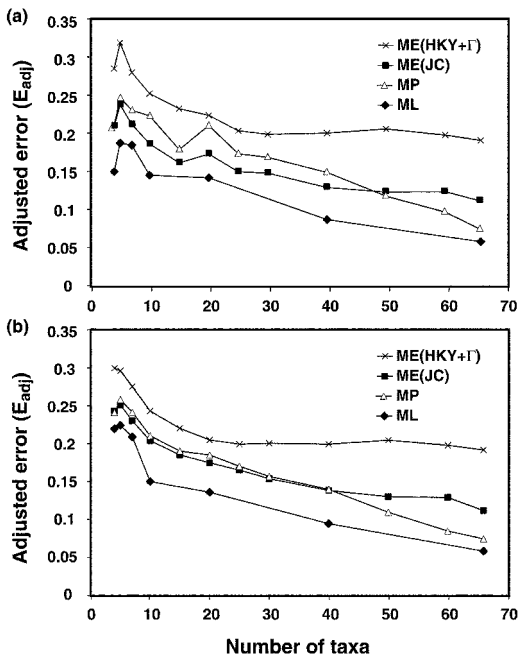 (a)
0.35
0.3
0.25
0.2
0.15
0.1
0.05
0
Adjusted error (Eadj)
ME(HKY+Γ)
ME(JC)
MP
ML
0 10 20 30 40 50 60 70
(b)
0.35
0.3
0.25
0.2
0.15
0.1
0.05
0
Adjusted error (Eadj)
ME(HKY+Γ)
ME(JC)
MP
ML
0 10 20 30 40 50 60 70
Number of taxa